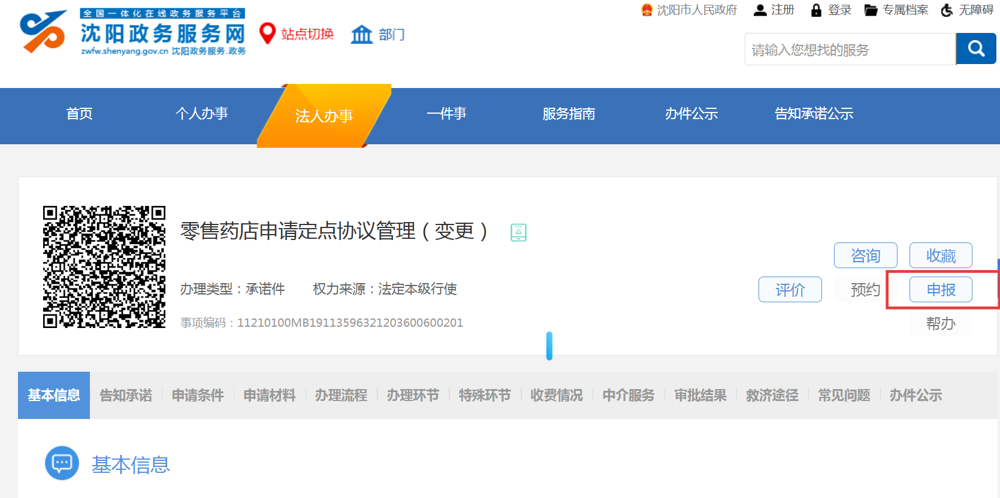 全国一体化在线政务服务平台
沈阳政务服务网
zwfw.shenyang.gov.cn 沈阳政务服务.政务
站点切换
部门
沈阳市人民政府
注册
登录
专属档案
无障碍
请输入您想找的服务
首页
个人办事
法人办事
一件事
服务指南
办件公示
告知承诺公示
零售药店申请定点协议管理（变更）
办理类型：承诺件 权力来源：法定本级行使
事项编码：11210100MB19113596321203600600201
咨询
收藏
评价
预约
申报
帮办
基本信息
告知承诺
申请条件
申请材料
办理流程
办理环节
特殊环节
收费情况
中介服务
审批结果
救济途径
常见问题
办件公示
基本信息